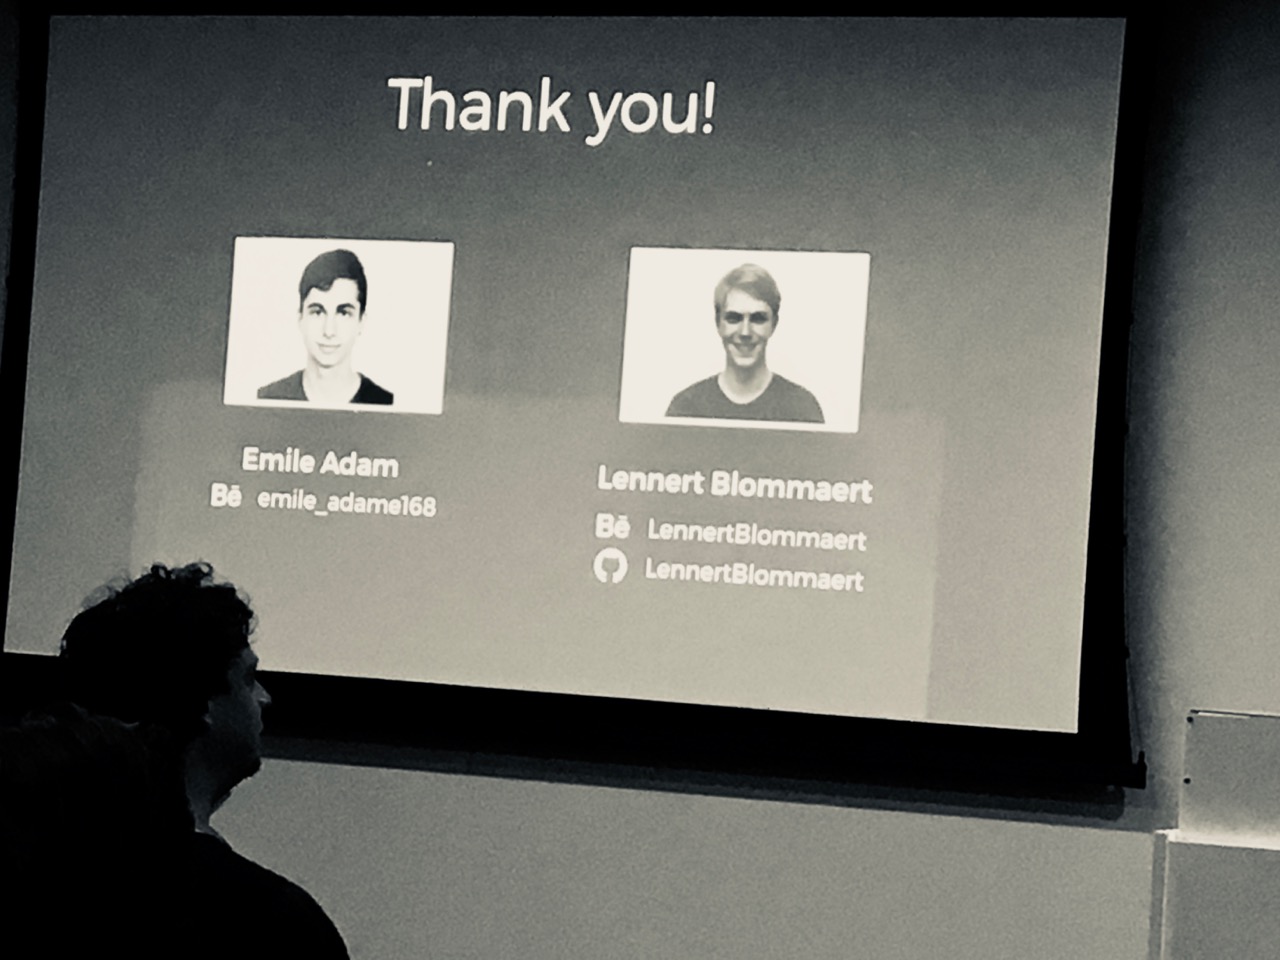 Thank you!
Emile Adam
Bē emile_adame168
Lennert Blommaert
Bē LennertBlommaert
LennertBlommaert